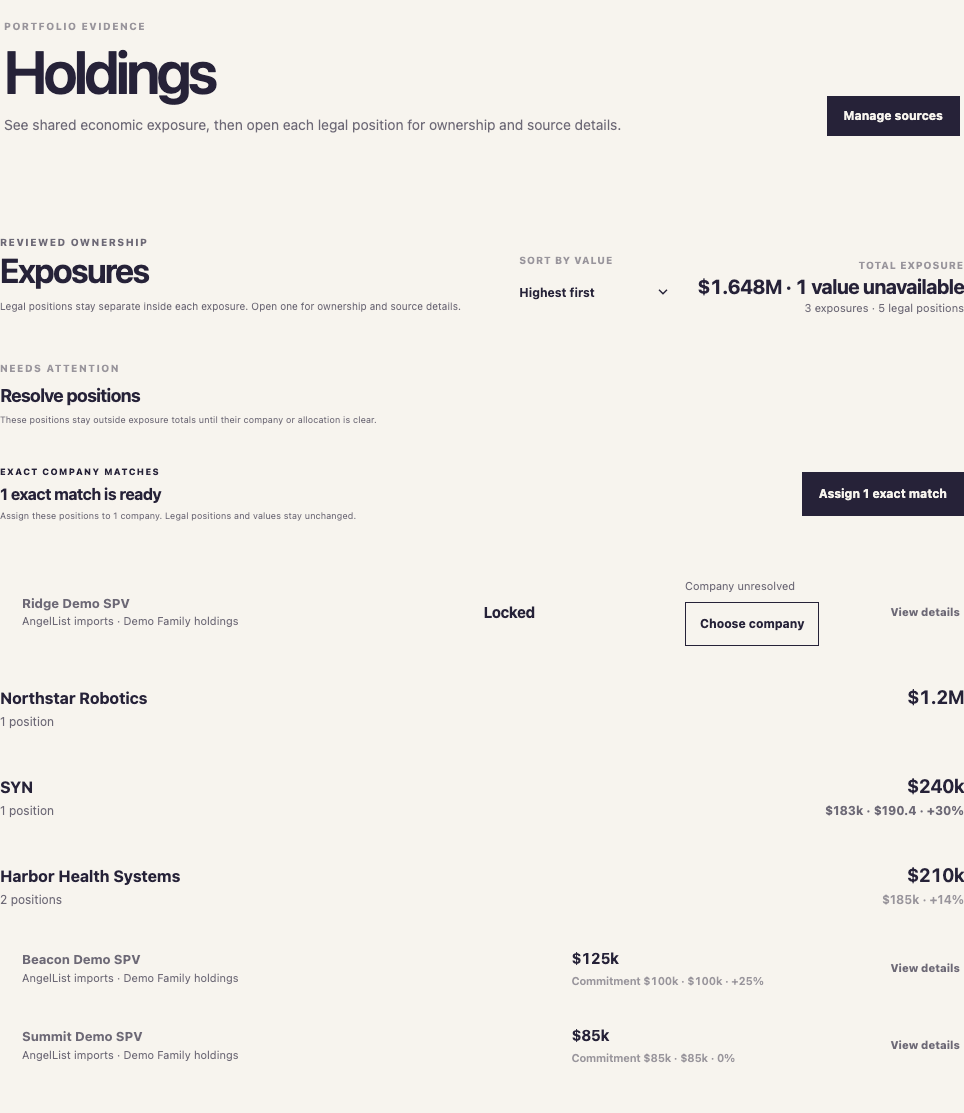 PORTFOLIO EVIDENCE
Holdings
See shared economic exposure, then open each legal position for ownership and source details.
Manage sources
REVIEWED OWNERSHIP
Exposures
Legal positions stay separate inside each exposure. Open one for ownership and source details.
SORT BY VALUE
Highest first
TOTAL EXPOSURE
$1.648M · 1 value unavailable
3 exposures · 5 legal positions
NEEDS ATTENTION
Resolve positions
These positions stay outside exposure totals until their company or allocation is clear.
EXACT COMPANY MATCHES
1 exact match is ready
Assign these positions to 1 company. Legal positions and values stay unchanged.
Assign 1 exact match
Ridge Demo SPV
AngelList imports · Demo Family holdings
Locked
Company unresolved
Choose company
View details
Northstar Robotics
1 position
$1.2M
SYN
1 position
$240k
$183k · $190.4 · +30%
Harbor Health Systems
2 positions
$210k
$185k · +14%
Beacon Demo SPV
AngelList imports · Demo Family holdings
$125k
Commitment $100k · $100k · +25%
View details
Summit Demo SPV
AngelList imports · Demo Family holdings
$85k
Commitment $85k · $85k · 0%
View details